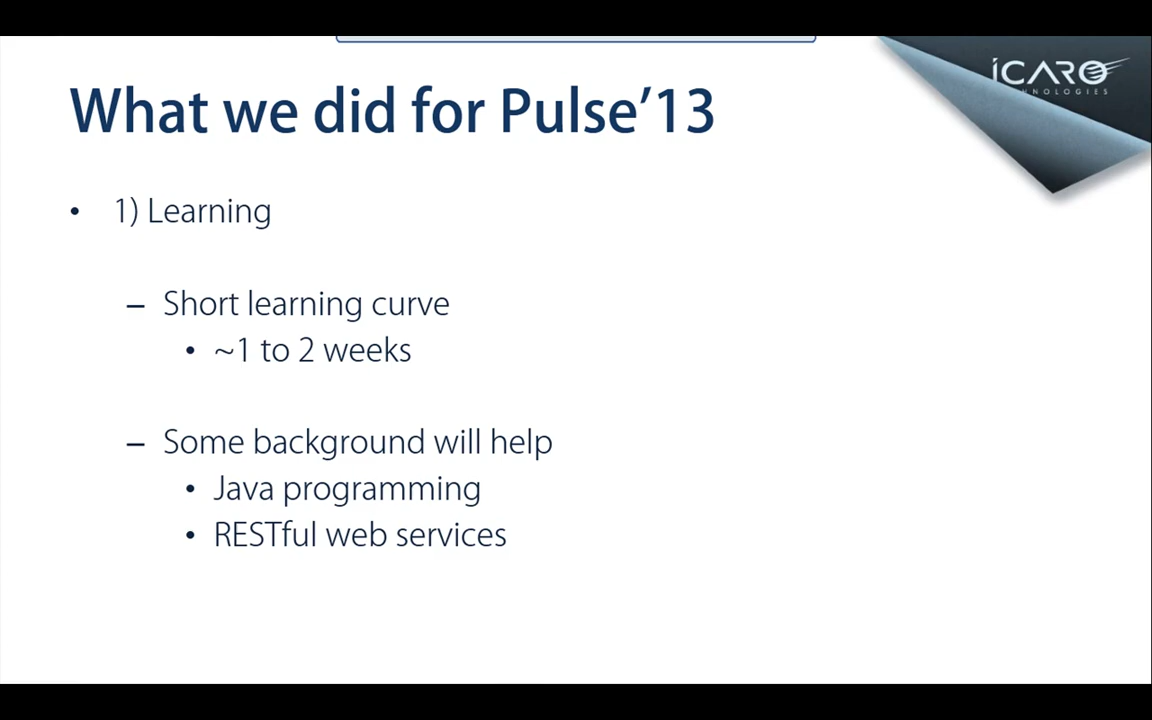 iCARO
TECHNOLOGIES
What we did for Pulse’13
• 1) Learning
– Short learning curve
• ~1 to 2 weeks
– Some background will help
• Java programming
• RESTful web services